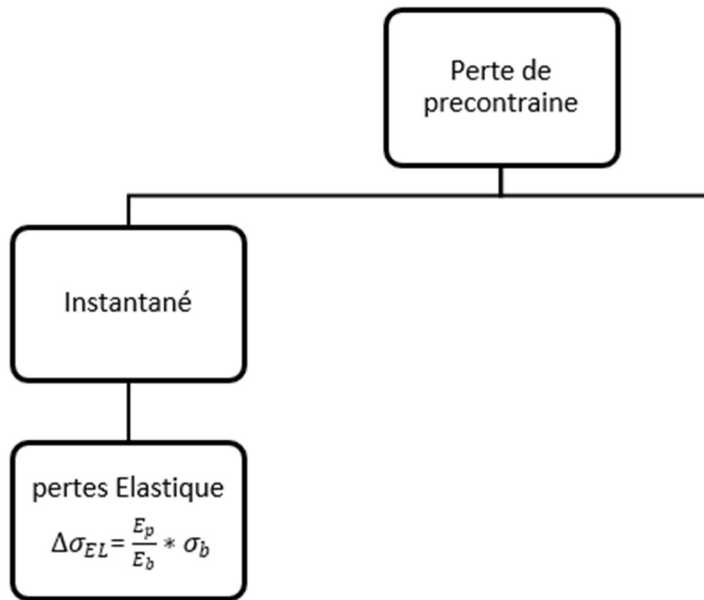 Perte de
precontraine
Instantané
pertes Elastique
Δσ_EL = E_p/E_b * σ_b